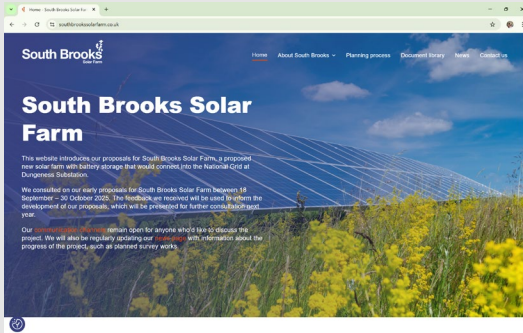 Home - South Brooks Solar Far
southbrookssolarfarm.co.uk
South Brooks
Solar Farm
Home
About South Brooks
Planning process
Document library
News
Contact us
South Brooks Solar
Farm
This website introduces our proposals for South Brooks Solar Farm, a proposed
new solar farm with battery storage that would connect into the National Grid at
Dungeness Substation.
We consulted on our early proposals for South Brooks Solar Farm between 18
September – 30 October 2025. The feedback we received will be used to inform the
development of our proposals, which will be presented for further consultation next
year.
Our communication channels remain open for anyone who'd like to discuss the
project. We will also be regularly updating our news page with information about the
progress of the project, such as planned survey works.